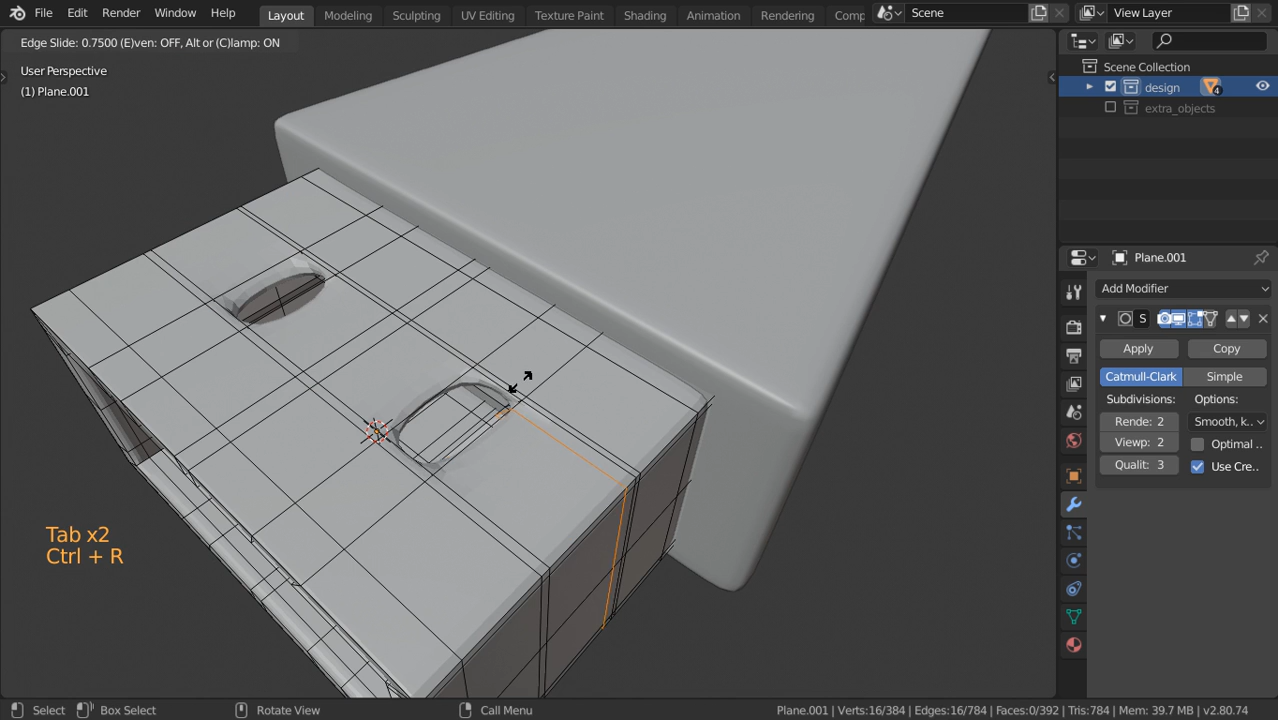 File Edit Render Window Help Layout Modeling Sculpting UV Editing Texture Paint Shading Animation Rendering Comp Scene View Layer
Edge Slide: 0.7500 (E)ven: OFF, Alt or (C)lamp: ON
User Perspective
(1) Plane.001
Scene Collection
design
4
extra_objects
Plane.001
Add Modifier
S
Apply Copy
Catmull-Clark Simple
Subdivisions: Options:
Rende: 2 Smooth, k..
Viewp: 2 Optimal ..
Qualit: 3 Use Cre..
Tab x2
Ctrl + R
Select Box Select Rotate View Call Menu Plane.001 | Verts:16/384 | Edges:16/784 | Faces:0/392 | Tris:784 | Mem: 39.7 MB | v2.80.74